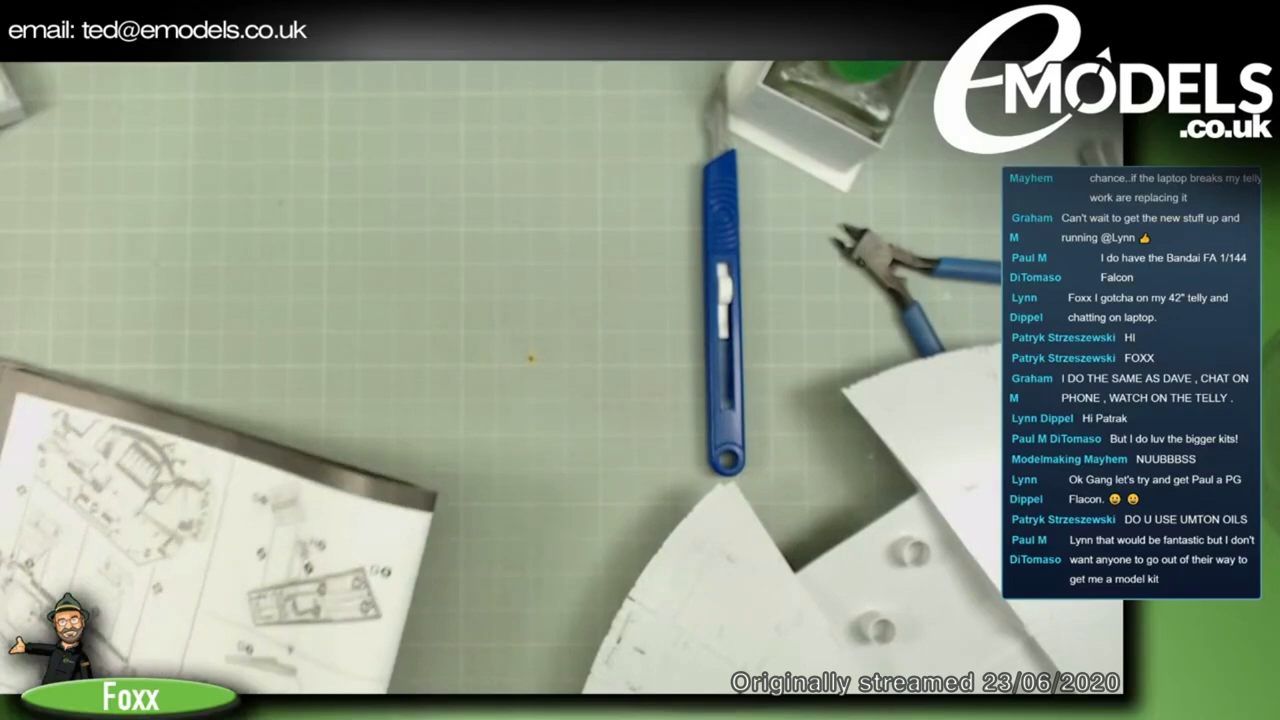 email: ted@emodels.co.uk
eMODELS
.co.uk
Mayhem chance..if the laptop breaks my telly
work are replacing it
Graham Can't wait to get the new stuff up and
M running @Lynn 👍
Paul M I do have the Bandai FA 1/144
DiTomaso Falcon
Lynn Foxx I gotcha on my 42" telly and
Dippel chatting on laptop.
Patryk Strzeszewski HI
Patryk Strzeszewski FOXX
Graham I DO THE SAME AS DAVE , CHAT ON
M PHONE , WATCH ON THE TELLY .
Lynn Dippel Hi Patrak
Paul M DiTomaso But I do luv the bigger kits!
Modelmaking Mayhem NUUBBBSS
Lynn Ok Gang let's try and get Paul a PG
Dippel Flacon. 😀 😀
Patryk Strzeszewski DO U USE UMTON OILS
Paul M Lynn that would be fantastic but I don't
DiTomaso want anyone to go out of their way to
get me a model kit
Originally streamed 23/06/2020
Foxx